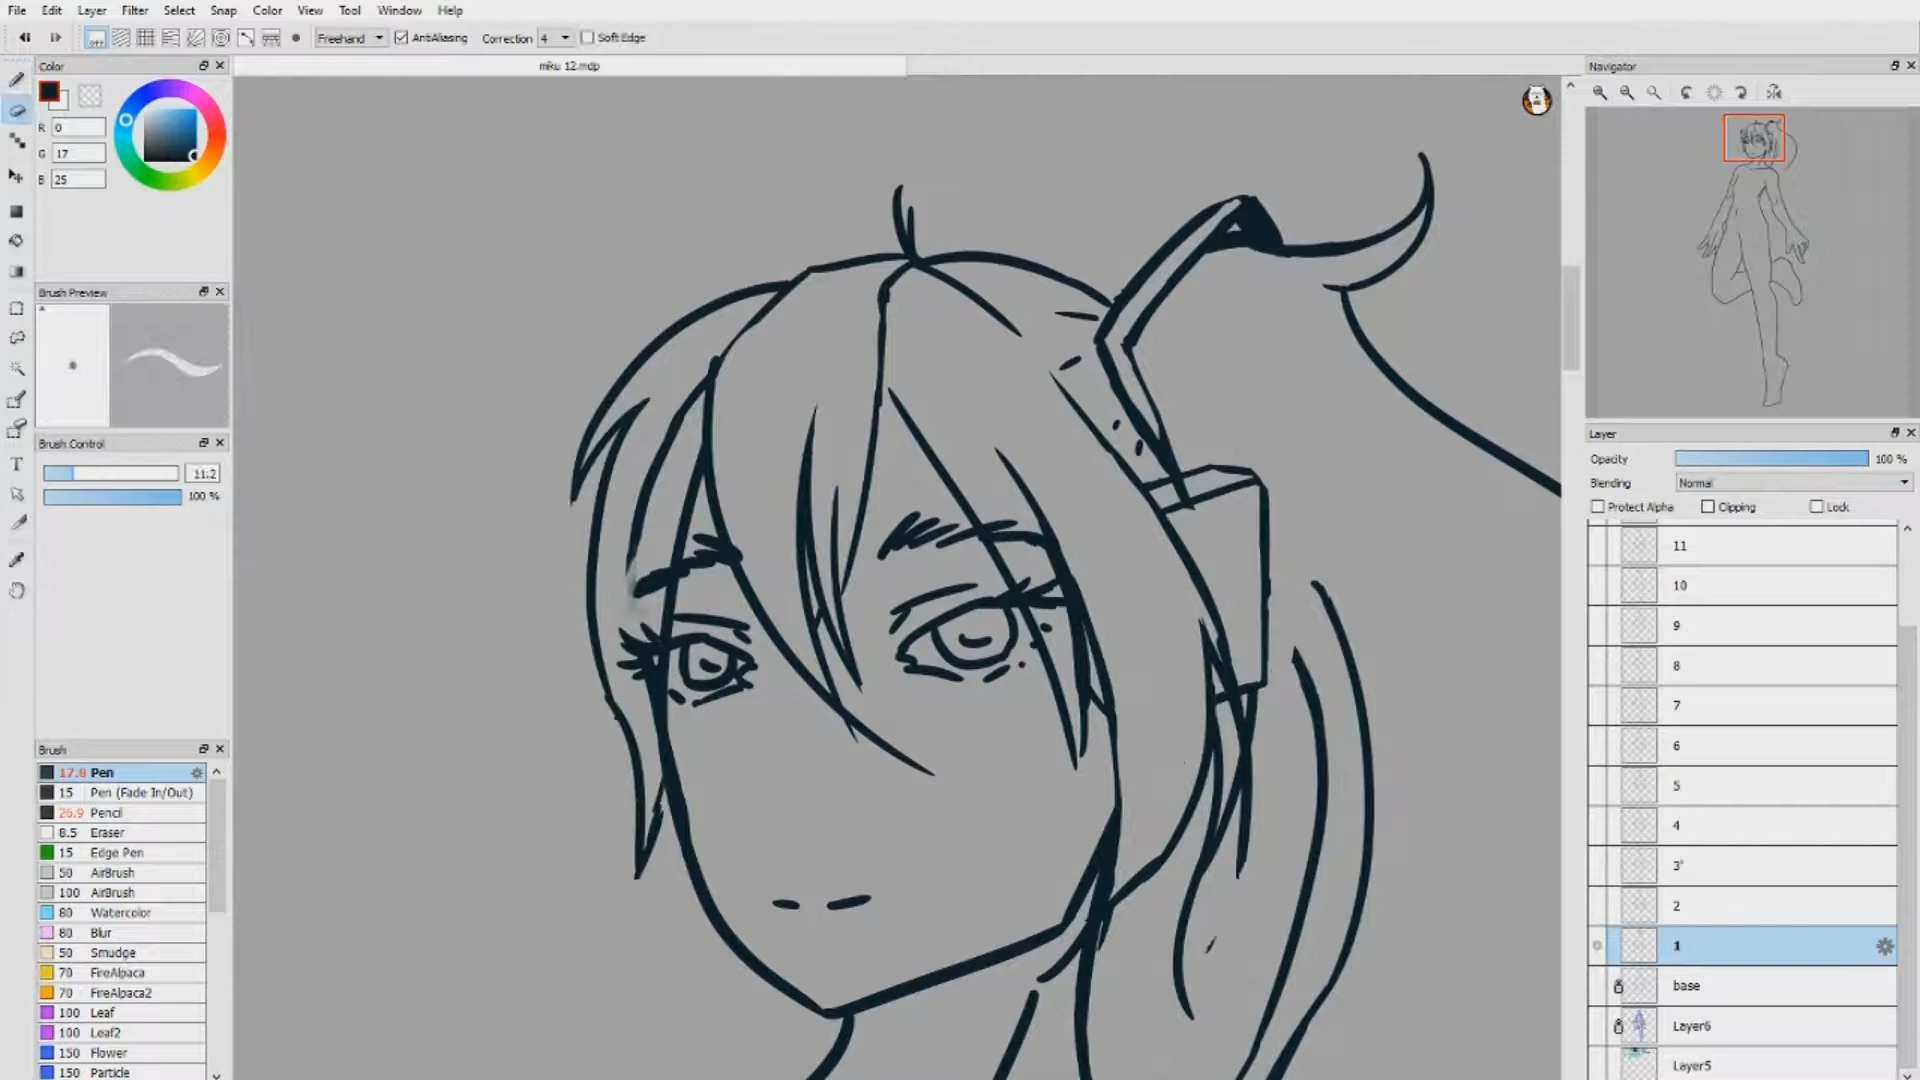 File Edit Layer Filter Select Snap Color View Tool Window Help
Freehand AntiAliasing Correction 4 Soft Edge
Color
miku 12.mdp
Navigator
R 0
G 17
B 25
Brush Preview
Brush Control
11.2
100 %
Brush
17.8 Pen
15 Pen (Fade In/Out)
26.9 Pencil
8.5 Eraser
15 Edge Pen
50 AirBrush
100 AirBrush
80 Watercolor
80 Blur
50 Smudge
70 FireAlpaca
70 FireAlpaca2
100 Leaf
100 Leaf2
150 Flower
150 Particle
Layer
Opacity 100 %
Blending Normal
Protect Alpha Clipping Lock
11
10
9
8
7
6
5
4
3*
2
1
base
Layer6
Layer5